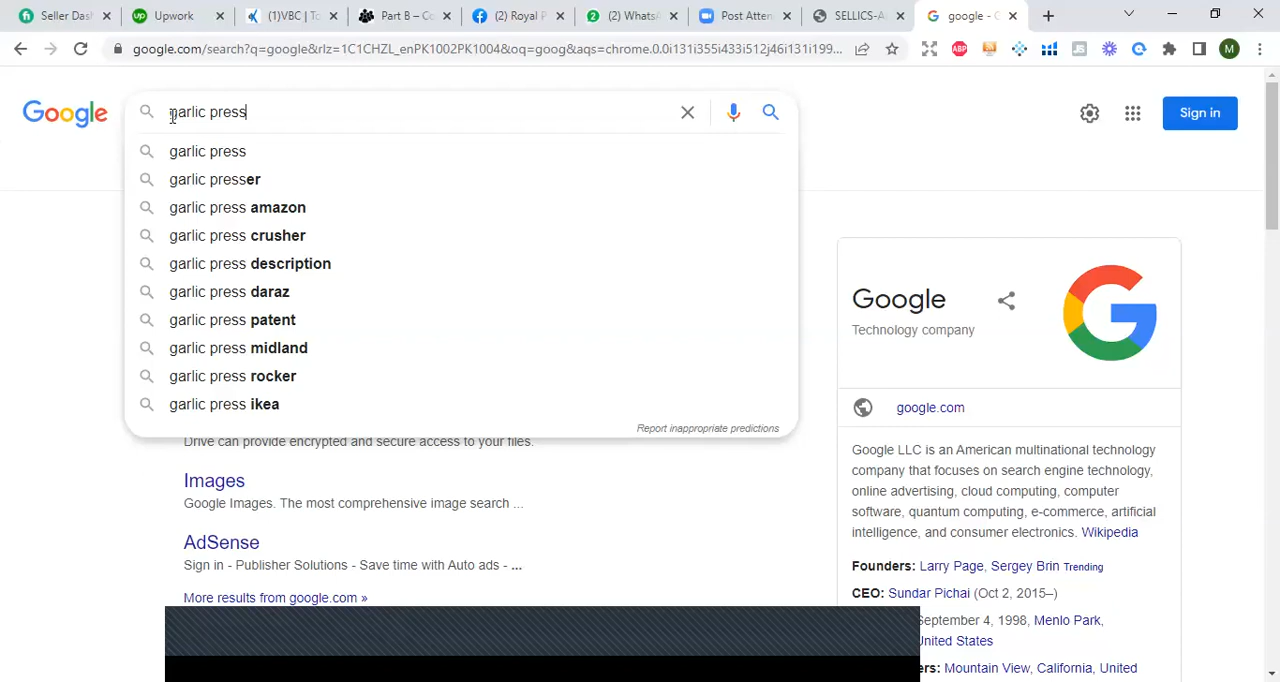 Seller Dash
Upwork
(1)VBC | To
Part B – Co
(2) Royal P
(2) WhatsA
Post Atten
SELLICS-A
google - G
google.com/search?q=google&rlz=1C1CHZL_enPK1002PK1004&oq=goog&aqs=chrome.0.0i131i355i433i512j46i131i199...
ABP
JS
M
Google
garlic press
Sign in
garlic press
garlic presser
garlic press amazon
garlic press crusher
garlic press description
garlic press daraz
garlic press patent
garlic press midland
garlic press rocker
garlic press ikea
Report inappropriate predictions
Drive can provide encrypted and secure access to your files.
Images
Google Images. The most comprehensive image search ...
AdSense
Sign in - Publisher Solutions - Save time with Auto ads - ...
More results from google.com »
Google
Technology company
google.com
Google LLC is an American multinational technology
company that focuses on search engine technology,
online advertising, cloud computing, computer
software, quantum computing, e-commerce, artificial
intelligence, and consumer electronics. Wikipedia
Founders: Larry Page, Sergey Brin Trending
CEO: Sundar Pichai (Oct 2, 2015–)
September 4, 1998, Menlo Park,
United States
ers: Mountain View, California, United